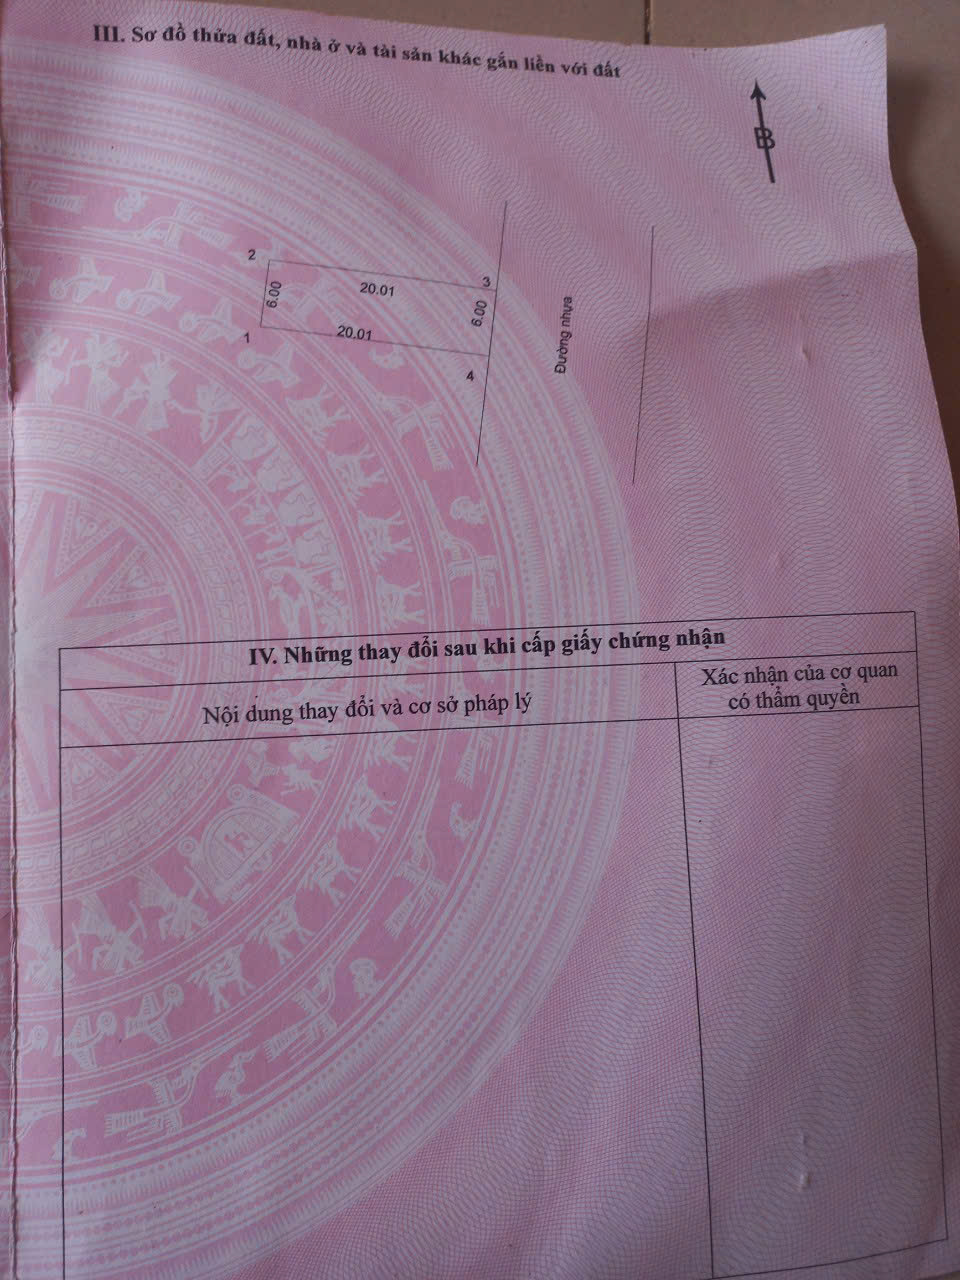 III. Sơ đồ thửa đất, nhà ở và tài sản khác gắn liền với đất
B
2
20.01
3
6.00
6.00
Đường nhựa
1
20.01
4
IV. Những thay đổi sau khi cấp giấy chứng nhận
Nội dung thay đổi và cơ sở pháp lý
Xác nhận của cơ quan
có thẩm quyền